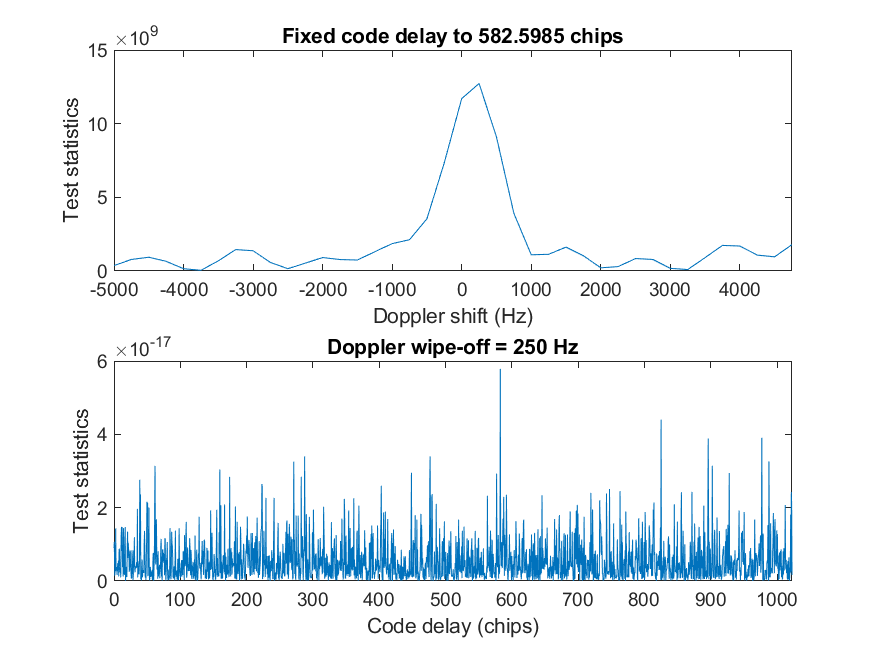 Fixed code delay to 582.5985 chips
×10^9
15
10
5
0
Test statistics
-5000 -4000 -3000 -2000 -1000 0 1000 2000 3000 4000
Doppler shift (Hz)
Doppler wipe-off = 250 Hz
×10^-17
6
4
2
0
Test statistics
0 100 200 300 400 500 600 700 800 900 1000
Code delay (chips)